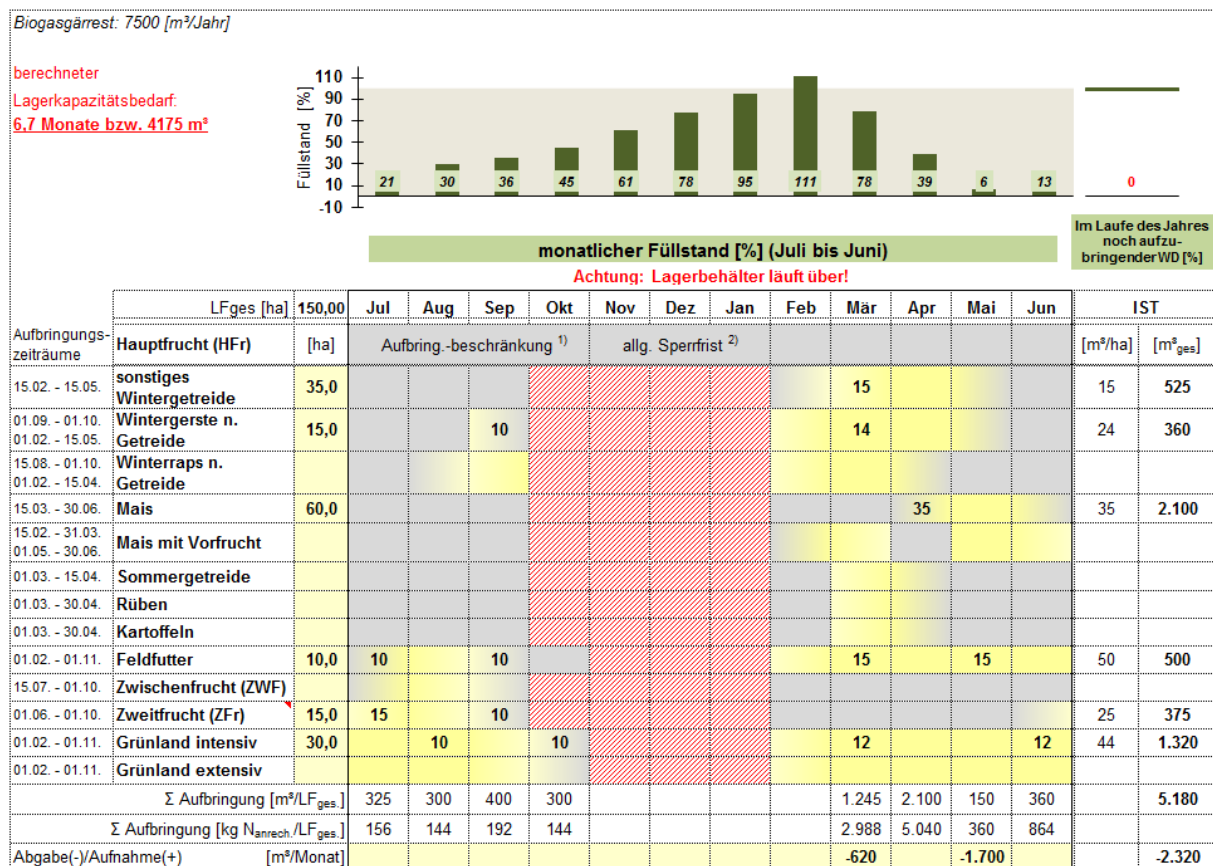 Biogasgärrest: 7500 [m³/Jahr]
berechneter
Lagerkapazitätsbedarf:
6,7 Monate bzw. 4175 m³
Füllstand [%]
110
90
70
50
30
10
-10
21 30 36 45 61 78 95 111 78 39 6 13 0
monatlicher Füllstand [%] (Juli bis Juni)
Im Laufe des Jahres
noch aufzu-
bringender WD [%]
Achtung: Lagerbehälter läuft über!
LFges [ha] 150,00 Jul Aug Sep Okt Nov Dez Jan Feb Mär Apr Mai Jun IST
Aufbringungs-
zeiträume Hauptfrucht (HFr) [ha] Aufbring.-beschränkung 1) allg. Sperrfrist 2) [m³/ha] [m³ges]
15.02. - 15.05. sonstiges
Wintergetreide 35,0 15 15 525
01.09. - 01.10.
01.02. - 15.05. Wintergerste n.
Getreide 15,0 10 14 24 360
15.08. - 01.10.
01.02. - 15.04. Winterraps n.
Getreide
15.03. - 30.06. Mais 60,0 35 35 2.100
15.02. - 31.03.
01.05. - 30.06. Mais mit Vorfrucht
01.03. - 15.04. Sommergetreide
01.03. - 30.04. Rüben
01.03. - 30.04. Kartoffeln
01.02. - 01.11. Feldfutter 10,0 10 10 15 15 50 500
15.07. - 01.10. Zwischenfrucht (ZWF)
01.06. - 01.10. Zweitfrucht (ZFr) 15,0 15 10 25 375
01.02. - 01.11. Grünland intensiv 30,0 10 10 12 12 44 1.320
01.02. - 01.11. Grünland extensiv
Σ Aufbringung [m³/LFges.] 325 300 400 300 1.245 2.100 150 360 5.180
Σ Aufbringung [kg Nanrech./LFges.] 156 144 192 144 2.988 5.040 360 864
Abgabe(-)/Aufnahme(+) [m³/Monat] -620 -1.700 -2.320